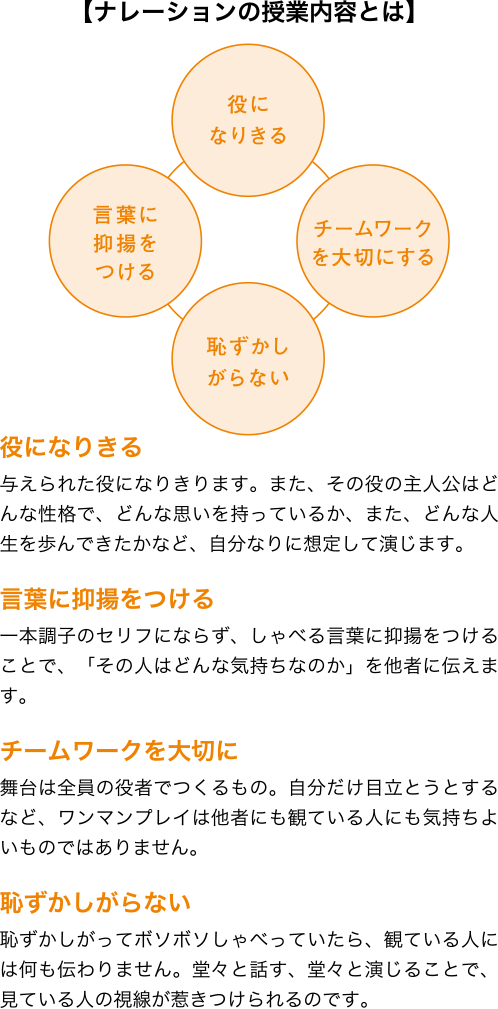 【ナレーションの授業内容とは】
役に
なりきる
言葉に
抑揚を
つける
チームワーク
を大切にする
恥ずかし
がらない
役になりきる
与えられた役になりきります。また、その役の主人公はど
んな性格で、どんな思いを持っているか、また、どんな人
生を歩んできたかなど、自分なりに想定して演じます。
言葉に抑揚をつける
一本調子のセリフにならず、しゃべる言葉に抑揚をつける
ことで、「その人はどんな気持ちなのか」を他者に伝えま
す。
チームワークを大切に
舞台は全員の役者でつくるもの。自分だけ目立とうとする
など、ワンマンプレイは他者にも観ている人にも気持ちよ
いものではありません。
恥ずかしがらない
恥ずかしがってボソボソしゃべっていたら、観ている人に
は何も伝わりません。堂々と話す、堂々と演じることで、
見ている人の視線が惹きつけられるのです。